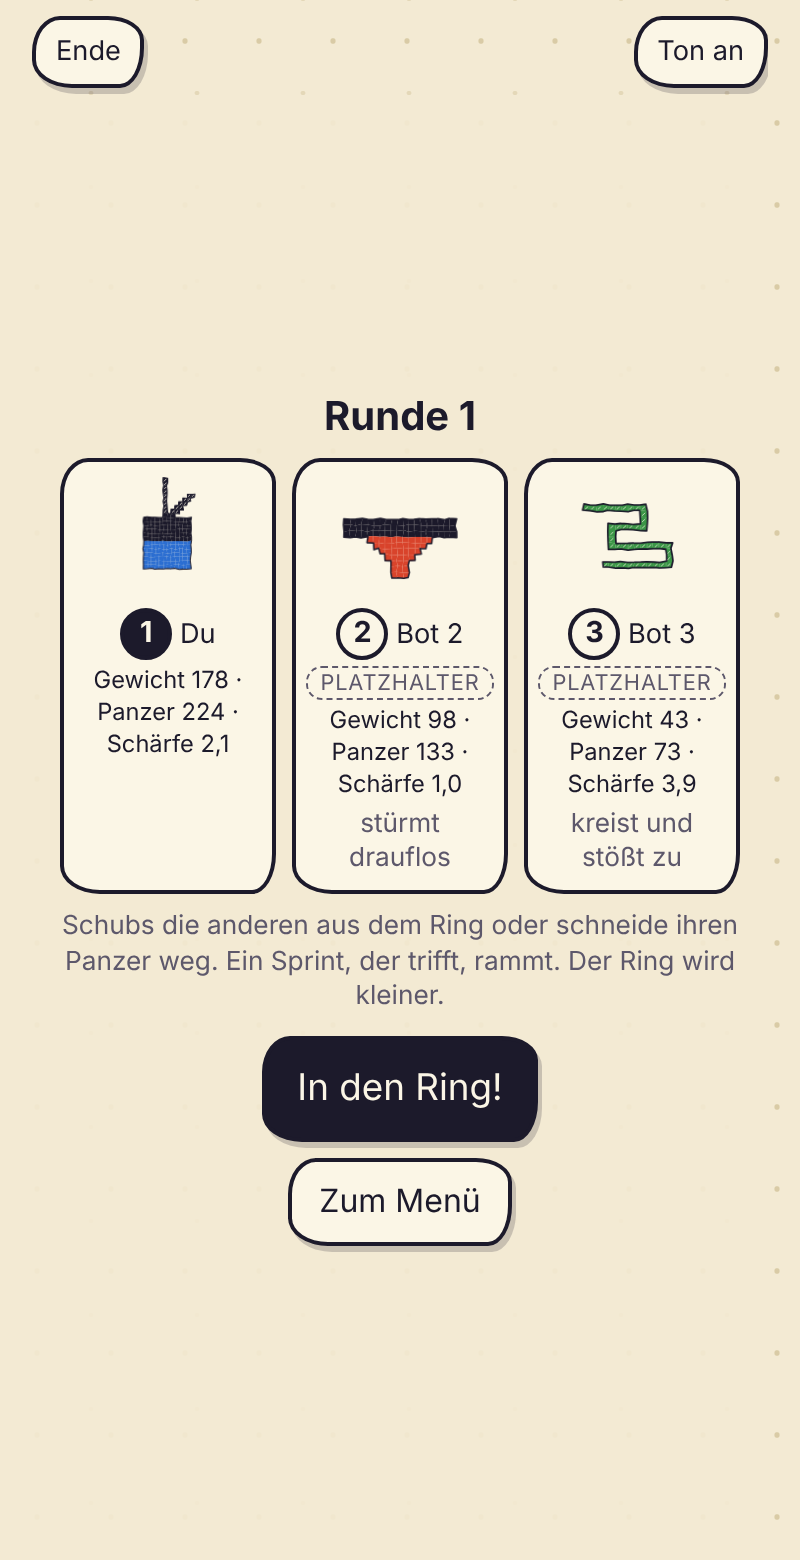 Ende
Ton an
Runde 1
1 Du
Gewicht 178 ·
Panzer 224 ·
Schärfe 2,1
2 Bot 2
PLATZHALTER
Gewicht 98 ·
Panzer 133 ·
Schärfe 1,0
stürmt
drauflos
3 Bot 3
PLATZHALTER
Gewicht 43 ·
Panzer 73 ·
Schärfe 3,9
kreist und
stößt zu
Schubs die anderen aus dem Ring oder schneide ihren
Panzer weg. Ein Sprint, der trifft, rammt. Der Ring wird
kleiner.
In den Ring!
Zum Menü